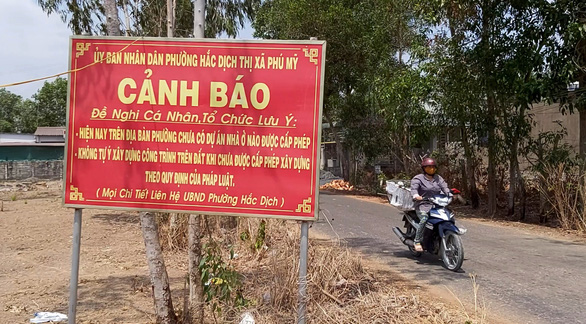 ỦY BAN NHÂN DÂN PHƯỜNG HẮC DỊCH THỊ XÃ PHÚ MỸ
CẢNH BÁO
Đề Nghị Cá Nhân,Tổ Chức Lưu Ý:
- HIỆN NAY TRÊN ĐỊA BÀN PHƯỜNG CHƯA CÓ DỰ ÁN NHÀ Ở NÀO ĐƯỢC CẤP PHÉP
- KHÔNG TỰ Ý XÂY DỰNG CÔNG TRÌNH TRÊN ĐẤT KHI CHƯA ĐƯỢC CẤP PHÉP XÂY DỰNG
THEO QUY ĐỊNH CỦA PHÁP LUẬT.
( Mọi Chi Tiết Liên Hệ UBND Phường Hắc Dịch )